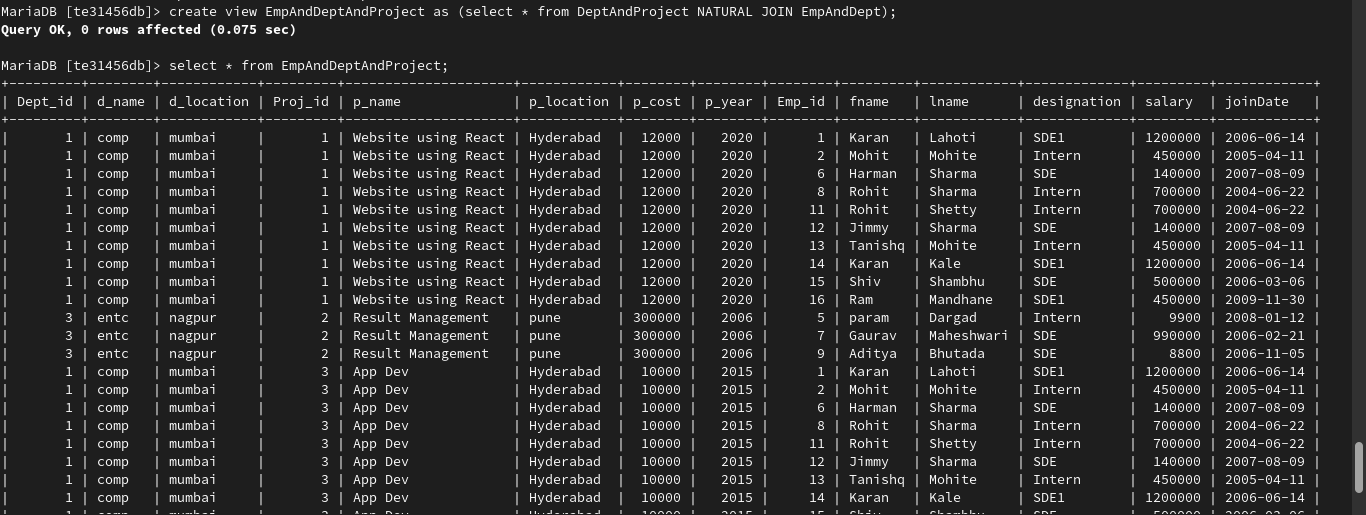 MariaDB [te31456db]> create view EmpAndDeptAndProject as (select * from DeptAndProject NATURAL JOIN EmpAndDept);
Query OK, 0 rows affected (0.075 sec)
MariaDB [te31456db]> select * from EmpAndDeptAndProject;
+---------+--------+------------+---------+---------------------+------------+--------+--------+--------+---------+------------+-------------+---------+------------+
| Dept_id | d_name | d_location | Proj_id | p_name              | p_location | p_cost | p_year | Emp_id | fname   | lname      | designation | salary  | joinDate   |
+---------+--------+------------+---------+---------------------+------------+--------+--------+--------+---------+------------+-------------+---------+------------+
|       1 | comp   | mumbai     |       1 | Website using React | Hyderabad  |  12000 |   2020 |      1 | Karan   | Lahoti     | SDE1        | 1200000 | 2006-06-14 |
|       1 | comp   | mumbai     |       1 | Website using React | Hyderabad  |  12000 |   2020 |      2 | Mohit   | Mohite     | Intern      |  450000 | 2005-04-11 |
|       1 | comp   | mumbai     |       1 | Website using React | Hyderabad  |  12000 |   2020 |      6 | Harman  | Sharma     | SDE         |  140000 | 2007-08-09 |
|       1 | comp   | mumbai     |       1 | Website using React | Hyderabad  |  12000 |   2020 |      8 | Rohit   | Sharma     | Intern      |  700000 | 2004-06-22 |
|       1 | comp   | mumbai     |       1 | Website using React | Hyderabad  |  12000 |   2020 |     11 | Rohit   | Shetty     | Intern      |  700000 | 2004-06-22 |
|       1 | comp   | mumbai     |       1 | Website using React | Hyderabad  |  12000 |   2020 |     12 | Jimmy   | Sharma     | SDE         |  140000 | 2007-08-09 |
|       1 | comp   | mumbai     |       1 | Website using React | Hyderabad  |  12000 |   2020 |     13 | Tanishq | Mohite     | Intern      |  450000 | 2005-04-11 |
|       1 | comp   | mumbai     |       1 | Website using React | Hyderabad  |  12000 |   2020 |     14 | Karan   | Kale       | SDE1        | 1200000 | 2006-06-14 |
|       1 | comp   | mumbai     |       1 | Website using React | Hyderabad  |  12000 |   2020 |     15 | Shiv    | Shambhu    | SDE         |  500000 | 2006-03-06 |
|       1 | comp   | mumbai     |       1 | Website using React | Hyderabad  |  12000 |   2020 |     16 | Ram     | Mandhane   | SDE1        |  450000 | 2009-11-30 |
|       3 | entc   | nagpur     |       2 | Result Management   | pune       | 300000 |   2006 |      5 | param   | Dargad     | Intern      |    9900 | 2008-01-12 |
|       3 | entc   | nagpur     |       2 | Result Management   | pune       | 300000 |   2006 |      7 | Gaurav  | Maheshwari | SDE         |  990000 | 2006-02-21 |
|       3 | entc   | nagpur     |       2 | Result Management   | pune       | 300000 |   2006 |      9 | Aditya  | Bhutada    | SDE         |    8800 | 2006-11-05 |
|       1 | comp   | mumbai     |       3 | App Dev             | Hyderabad  |  10000 |   2015 |      1 | Karan   | Lahoti     | SDE1        | 1200000 | 2006-06-14 |
|       1 | comp   | mumbai     |       3 | App Dev             | Hyderabad  |  10000 |   2015 |      2 | Mohit   | Mohite     | Intern      |  450000 | 2005-04-11 |
|       1 | comp   | mumbai     |       3 | App Dev             | Hyderabad  |  10000 |   2015 |      6 | Harman  | Sharma     | SDE         |  140000 | 2007-08-09 |
|       1 | comp   | mumbai     |       3 | App Dev             | Hyderabad  |  10000 |   2015 |      8 | Rohit   | Sharma     | Intern      |  700000 | 2004-06-22 |
|       1 | comp   | mumbai     |       3 | App Dev             | Hyderabad  |  10000 |   2015 |     11 | Rohit   | Shetty     | Intern      |  700000 | 2004-06-22 |
|       1 | comp   | mumbai     |       3 | App Dev             | Hyderabad  |  10000 |   2015 |     12 | Jimmy   | Sharma     | SDE         |  140000 | 2007-08-09 |
|       1 | comp   | mumbai     |       3 | App Dev             | Hyderabad  |  10000 |   2015 |     13 | Tanishq | Mohite     | Intern      |  450000 | 2005-04-11 |
|       1 | comp   | mumbai     |       3 | App Dev             | Hyderabad  |  10000 |   2015 |     14 | Karan   | Kale       | SDE1        | 1200000 | 2006-06-14 |